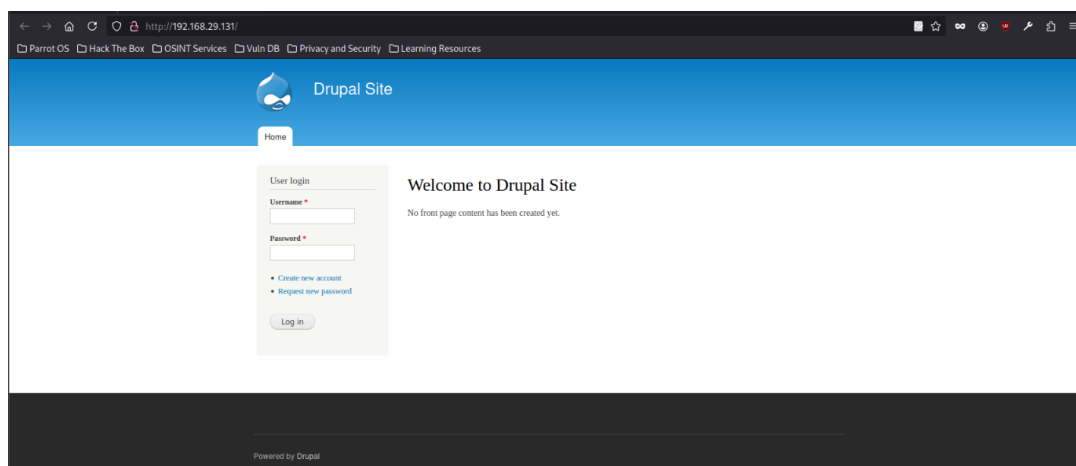 http://192.168.29.131/
Parrot OS Hack The Box OSINT Services Vuln DB Privacy and Security Learning Resources
Drupal Site
Home
User login
Username *
Password *
• Create new account
• Request new password
Log in
Welcome to Drupal Site
No front page content has been created yet.
Powered by Drupal